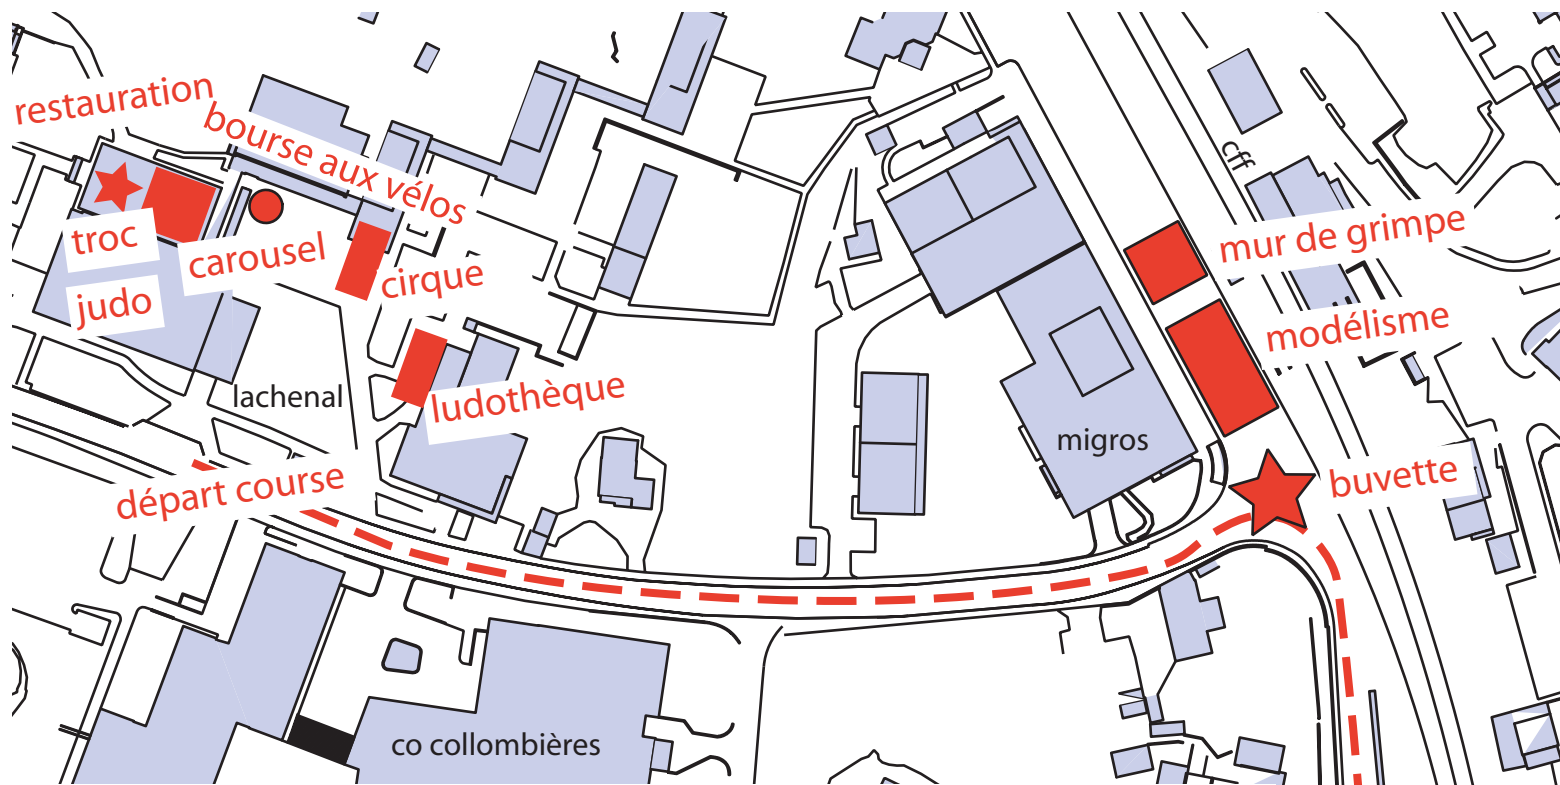 restauration
bourse aux vélos
cff
mur de grimpe
troc
carousel
cirque
judo
modélisme
lachenal
ludothèque
migros
départ course
buvette
co collombières